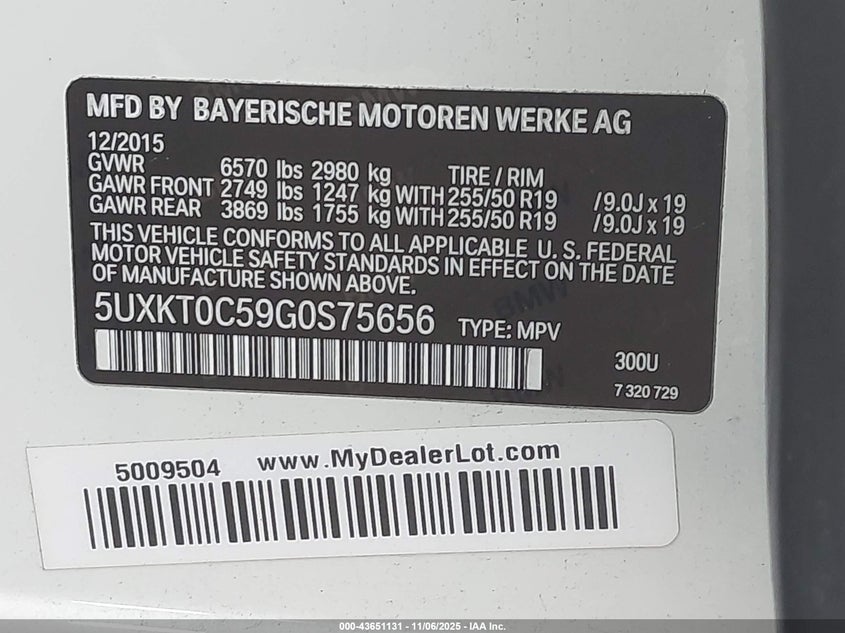 MFD BY BAYERISCHE MOTOREN WERKE AG
12/2015
GVWR 6570 lbs 2980 kg TIRE / RIM
GAWR FRONT 2749 lbs 1247 kg WITH 255/50 R19 /9.0J x 19
GAWR REAR 3869 lbs 1755 kg WITH 255/50 R19 /9.0J x 19
THIS VEHICLE CONFORMS TO ALL APPLICABLE U. S. FEDERAL
MOTOR VEHICLE SAFETY STANDARDS IN EFFECT ON THE DATE
OF MANUFACTURE SHOWN ABOVE.
5UXKT0C59G0S75656 TYPE: MPV
300U
7 320 729
5009504 www.MyDealerLot.com
000-43651131 - 11/06/2025 - IAA Inc.